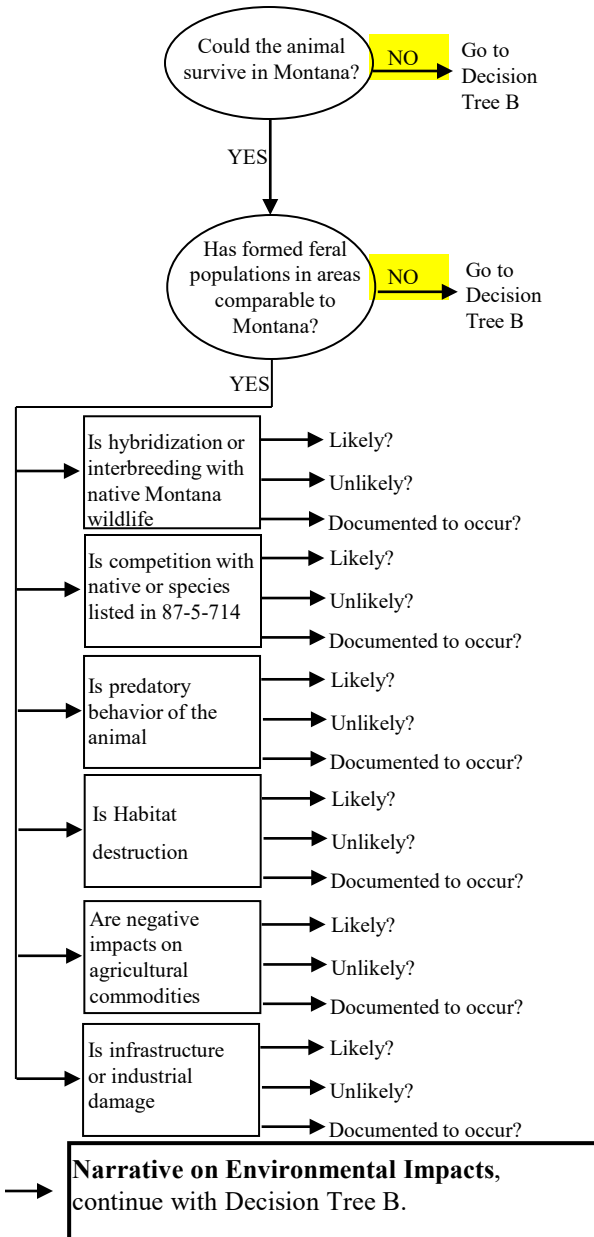 Could the animal
survive in Montana?
NO
Go to
Decision
Tree B
YES
Has formed feral
populations in areas
comparable to
Montana?
NO
Go to
Decision
Tree B
YES
Is hybridization or
interbreeding with
native Montana
wildlife
Likely?
Unlikely?
Documented to occur?
Is competition with
native or species
listed in 87-5-714
Likely?
Unlikely?
Documented to occur?
Is predatory
behavior of the
animal
Likely?
Unlikely?
Documented to occur?
Is Habitat
destruction
Likely?
Unlikely?
Documented to occur?
Are negative
impacts on
agricultural
commodities
Likely?
Unlikely?
Documented to occur?
Is infrastructure
or industrial
damage
Likely?
Unlikely?
Documented to occur?
Narrative on Environmental Impacts,
continue with Decision Tree B.